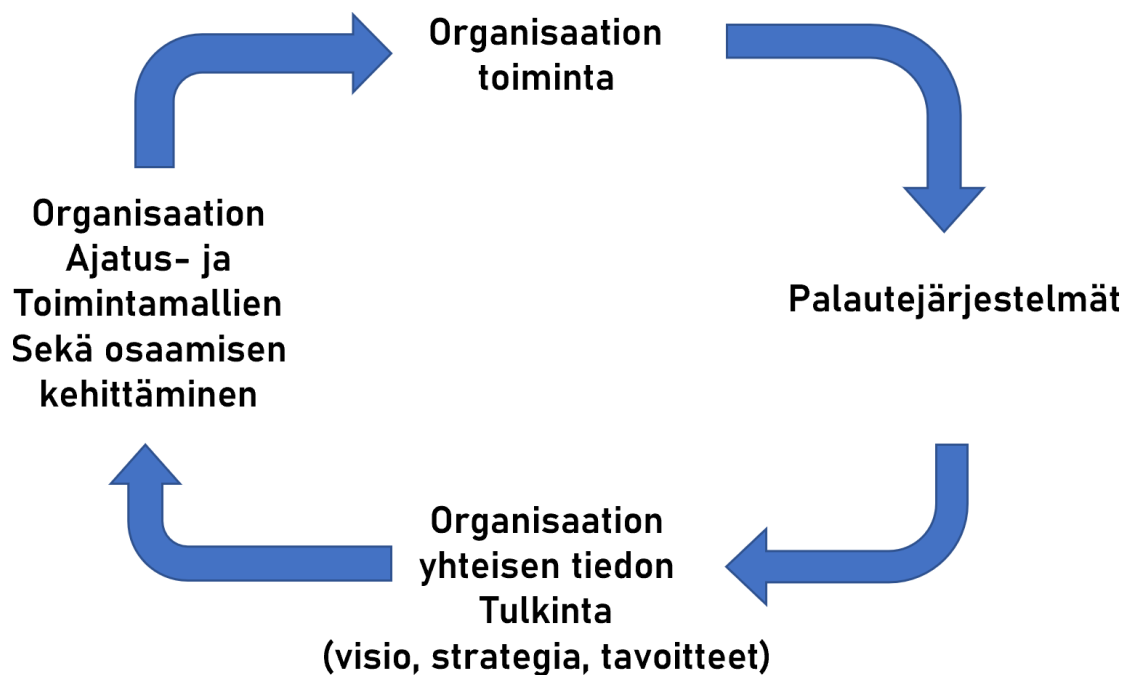 Organisaation
toiminta
Palautejärjestelmät
Organisaation
yhteisen tiedon
Tulkinta
(visio, strategia, tavoitteet)
Organisaation
Ajatus- ja
Toimintamallien
Sekä osaamisen
kehittäminen